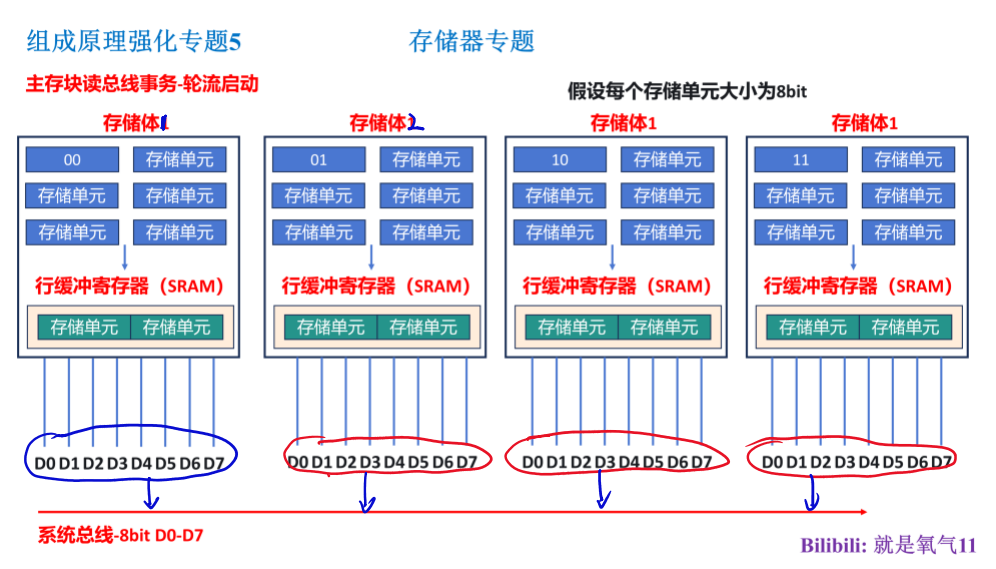 组成原理强化专题5
存储器专题
主存块读总线事务-轮流启动
假设每个存储单元大小为8bit
存储体1
存储体2
存储体1
存储体1
00 存储单元
存储单元 存储单元
存储单元 存储单元
行缓冲寄存器（SRAM）
存储单元 存储单元
01 存储单元
存储单元 存储单元
存储单元 存储单元
行缓冲寄存器（SRAM）
存储单元 存储单元
10 存储单元
存储单元 存储单元
存储单元 存储单元
行缓冲寄存器（SRAM）
存储单元 存储单元
11 存储单元
存储单元 存储单元
存储单元 存储单元
行缓冲寄存器（SRAM）
存储单元 存储单元
D0 D1 D2 D3 D4 D5 D6 D7
D0 D1 D2 D3 D4 D5 D6 D7
D0 D1 D2 D3 D4 D5 D6 D7
D0 D1 D2 D3 D4 D5 D6 D7
系统总线-8bit D0-D7
Bilibili: 就是氧气11